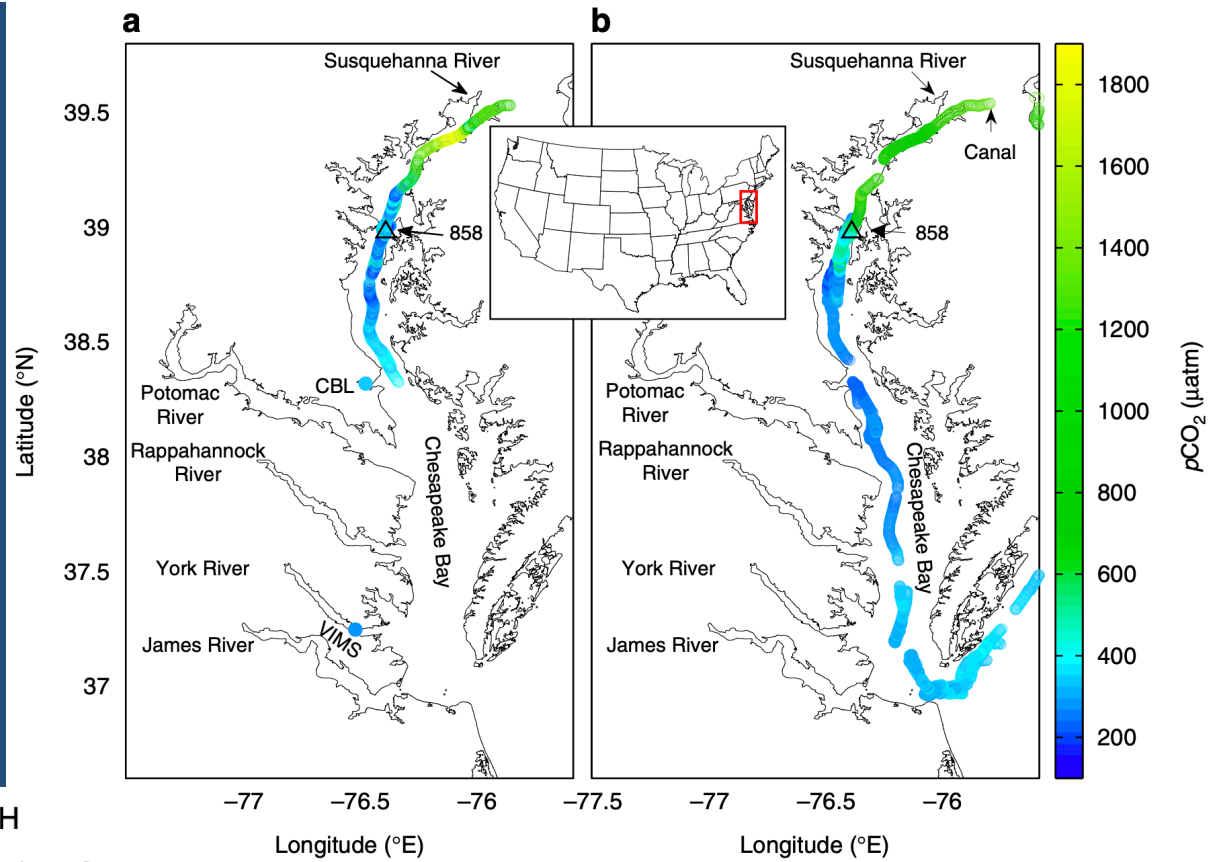 a
b
Susquehanna River
Susquehanna River
Canal
858
858
CBL
Potomac
River
Potomac
River
Rappahannock
River
Rappahannock
River
Chesapeake Bay
Chesapeake Bay
York River
York River
VIMS
James River
James River
39.5
39
38.5
38
37.5
37
Latitude (°N)
–77
–76.5
–76
–77.5
–77
–76.5
–76
Longitude (°E)
Longitude (°E)
1800
1600
1400
1200
1000
800
600
400
200
pCO2 (μatm)
H